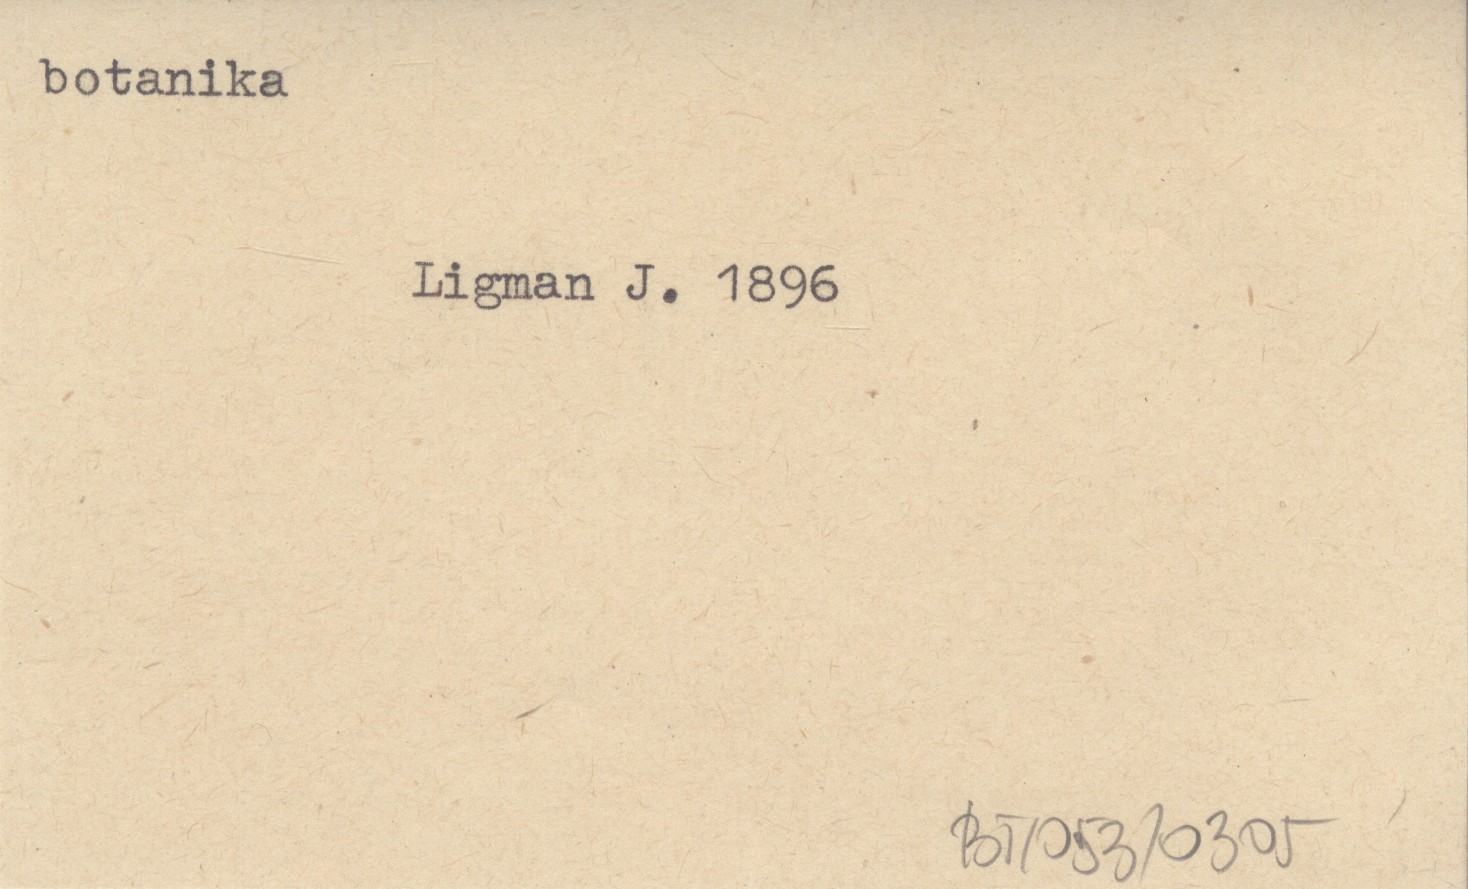 botanika
Ligman J. 1896
BT/053/0305